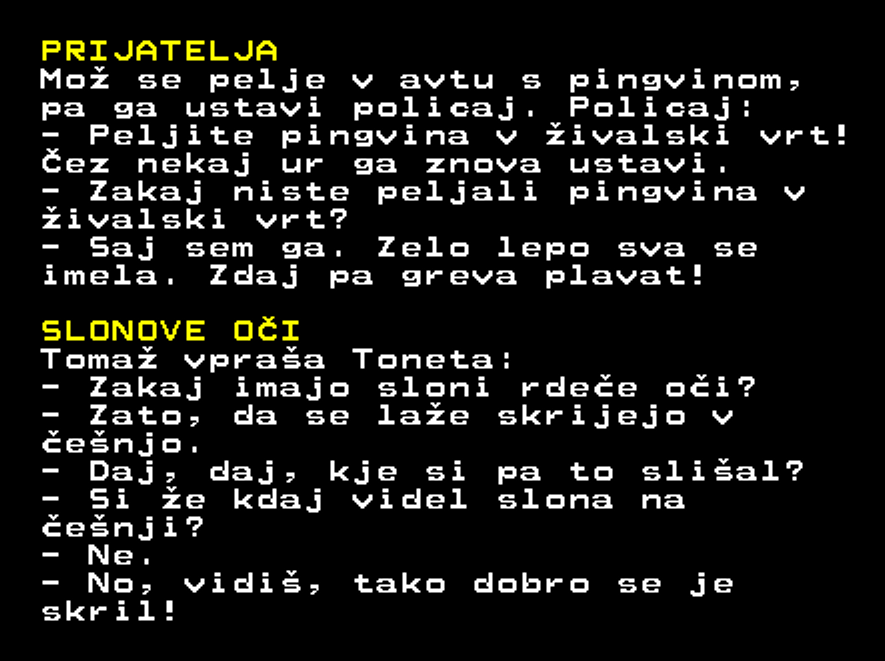 PRIJATELJA
Mož se pelje v avtu s pingvinom,
pa ga ustavi policaj. Policaj:
- Peljite pingvina v živalski vrt!
Čez nekaj ur ga znova ustavi.
- Zakaj niste peljali pingvina v
živalski vrt?
- Saj sem ga. Zelo lepo sva se
imela. Zdaj pa greva plavat!
SLONOVE OČI
Tomaž vpraša Toneta:
- Zakaj imajo sloni rdeče oči?
- Zato, da se laže skrijejo v
češnjo.
- Daj, daj, kje si pa to slišal?
- Si že kdaj videl slona na
češnji?
- Ne.
- No, vidiš, tako dobro se je
skril!